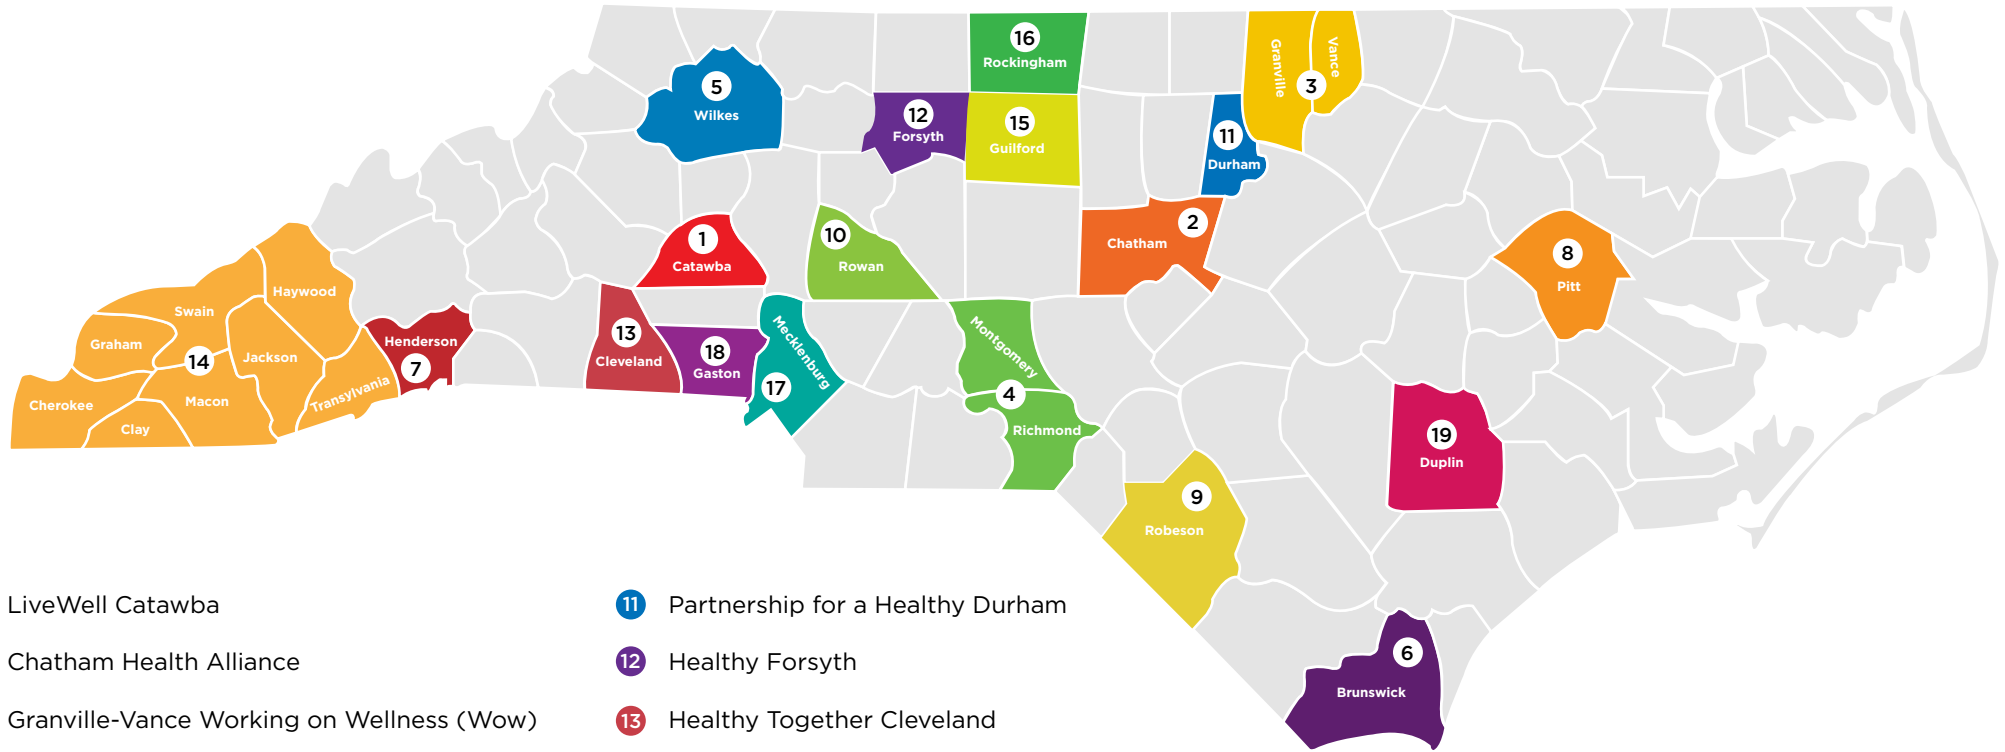 16
Rockingham
Granville
Vance
3
5
Wilkes
12
Forsyth
15
Guilford
11
Durham
1
Catawba
10
Rowan
2
Chatham
8
Pitt
Haywood
Swain
Graham
14
Jackson
Cherokee
Macon
Clay
Transylvania
Henderson
7
13
Cleveland
18
Gaston
Mecklenburg
17
Montgomery
4
Richmond
19
Duplin
9
Robeson
6
Brunswick
LiveWell Catawba
Chatham Health Alliance
Granville-Vance Working on Wellness (Wow)
11 Partnership for a Healthy Durham
12 Healthy Forsyth
13 Healthy Together Cleveland